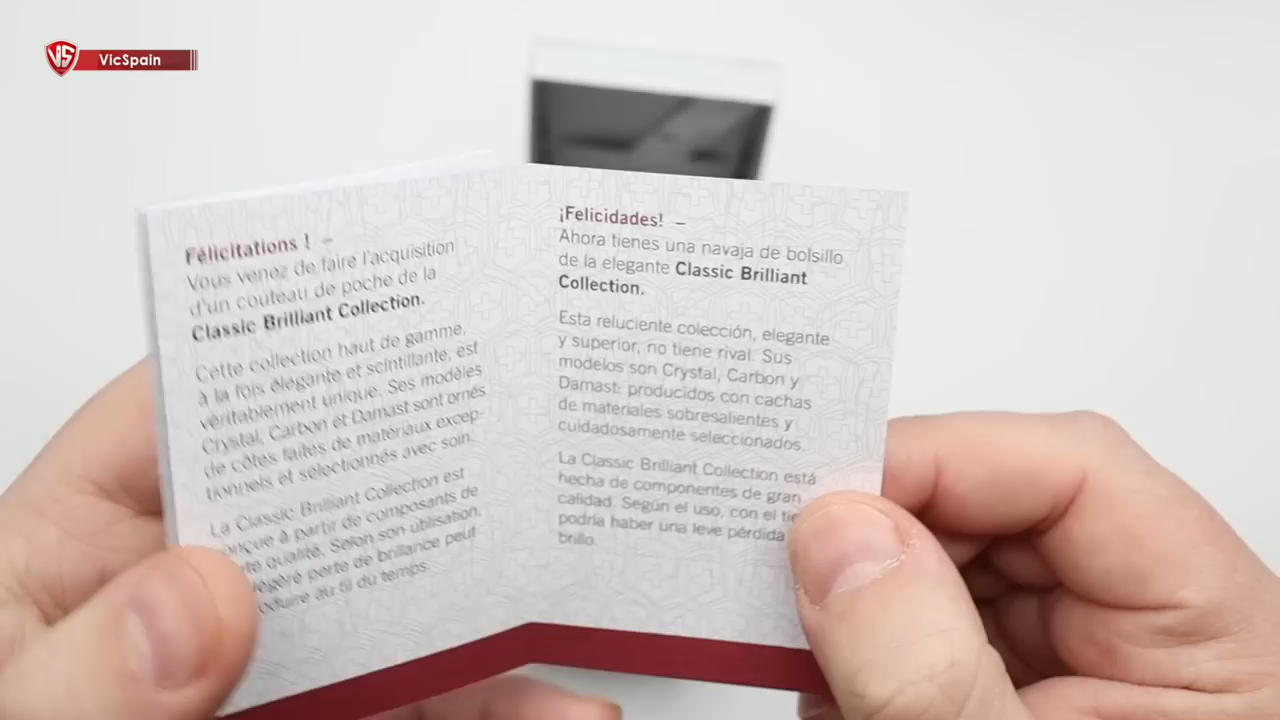 VS VicSpain
Félicitations ! –
Vous venez de faire l'acquisition
d'un couteau de poche de la
Classic Brilliant Collection.
Cette collection haut de gamme,
à la fois élégante et scintillante, est
véritablement unique. Ses modèles
Crystal, Carbon et Damast sont ornés
de côtes faites de matériaux excep-
tionnels et sélectionnés avec soin.
La Classic Brilliant Collection est
à partir de composants de
qualité. Selon son utilisation,
légère perte de brillance peut
au fil du temps.
¡Felicidades! –
Ahora tienes una navaja de bolsillo
de la elegante Classic Brilliant
Collection.
Esta reluciente colección, elegante
y superior, no tiene rival. Sus
modelos son Crystal, Carbon y
Damast: producidos con cachas
de materiales sobresalientes y
cuidadosamente seleccionados.
La Classic Brilliant Collection está
hecha de componentes de gran
calidad. Según el uso, con el
podría haber una leve pérdida
brillo.